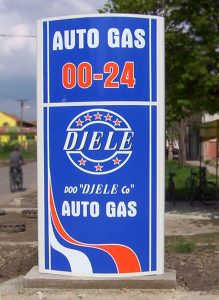 AUTO GAS
00-24
DJELE
DOO "DJELE Co"
AUTO GAS